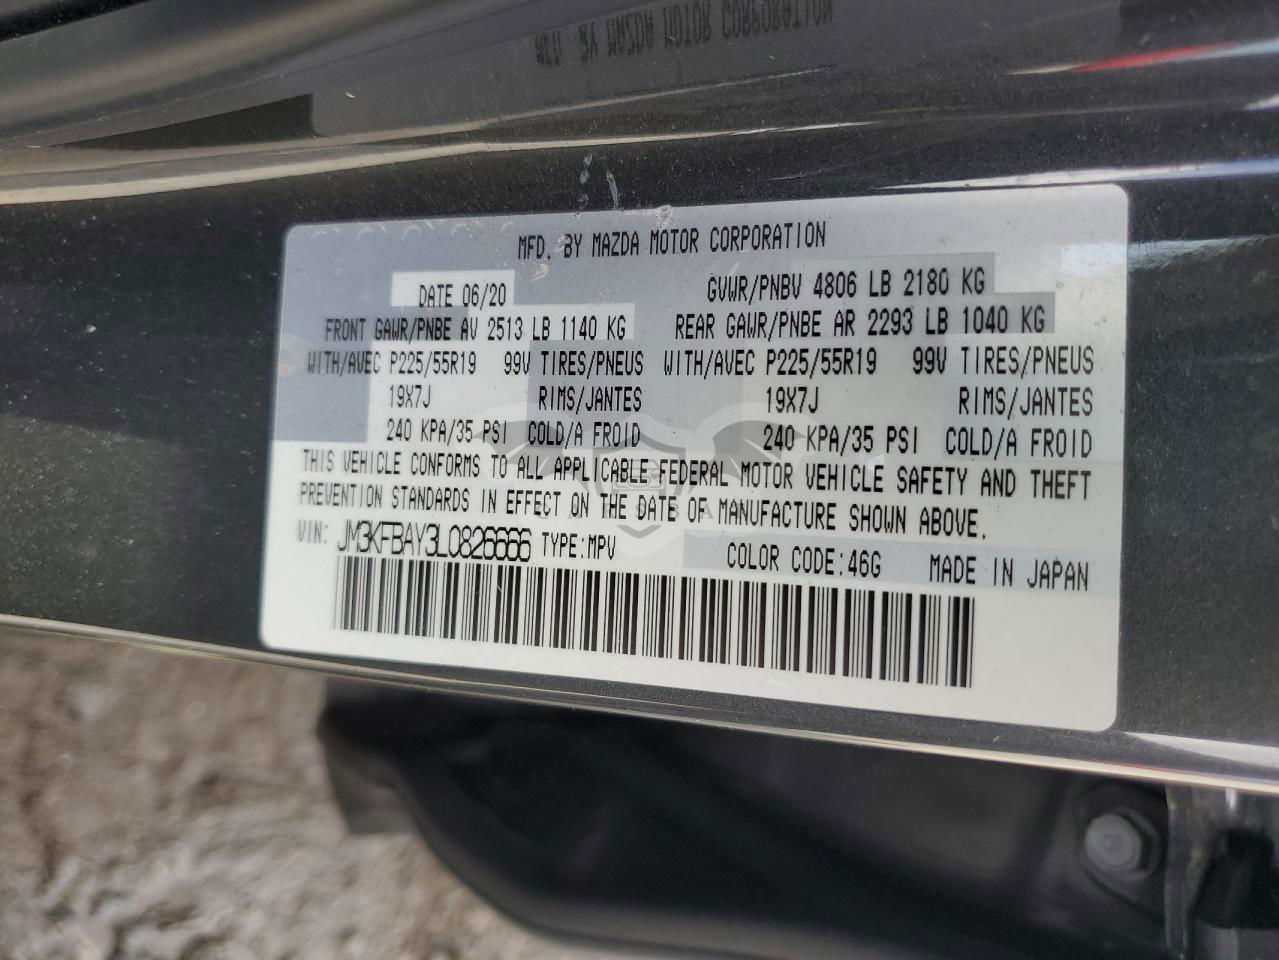 MFD. BY MAZDA MOTOR CORPORATION
DATE 06/20 GVWR/PNBV 4806 LB 2180 KG
FRONT GAWR/PNBE AV 2513 LB 1140 KG REAR GAWR/PNBE AR 2293 LB 1040 KG
WITH/AVEC P225/55R19 99V TIRES/PNEUS WITH/AVEC P225/55R19 99V TIRES/PNEUS
19X7J RIMS/JANTES 19X7J RIMS/JANTES
240 KPA/35 PSI COLD/A FROID 240 KPA/35 PSI COLD/A FROID
THIS VEHICLE CONFORMS TO ALL APPLICABLE FEDERAL MOTOR VEHICLE SAFETY AND THEFT
PREVENTION STANDARDS IN EFFECT ON THE DATE OF MANUFACTURE SHOWN ABOVE.
VIN: JM3KFBAY3L0826666 TYPE:MPV COLOR CODE:46G MADE IN JAPAN